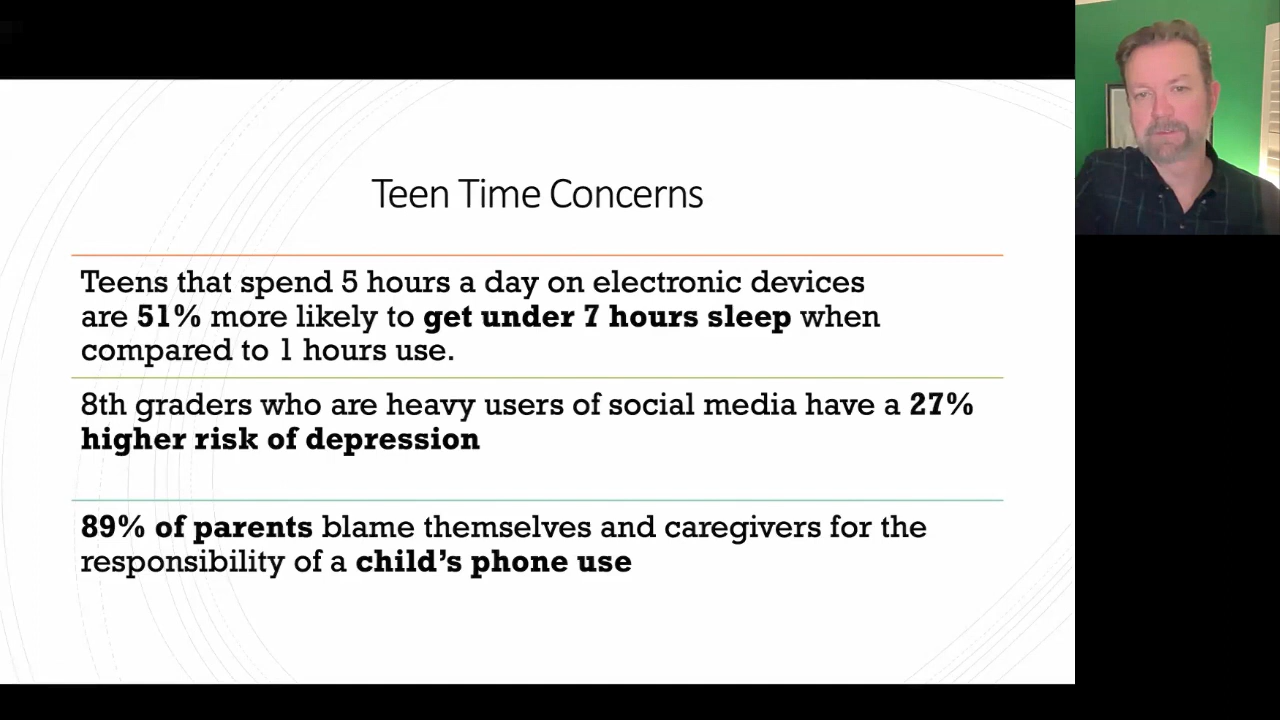 Teen Time Concerns
Teens that spend 5 hours a day on electronic devices
are 51% more likely to get under 7 hours sleep when
compared to 1 hours use.
8th graders who are heavy users of social media have a 27%
higher risk of depression
89% of parents blame themselves and caregivers for the
responsibility of a child’s phone use